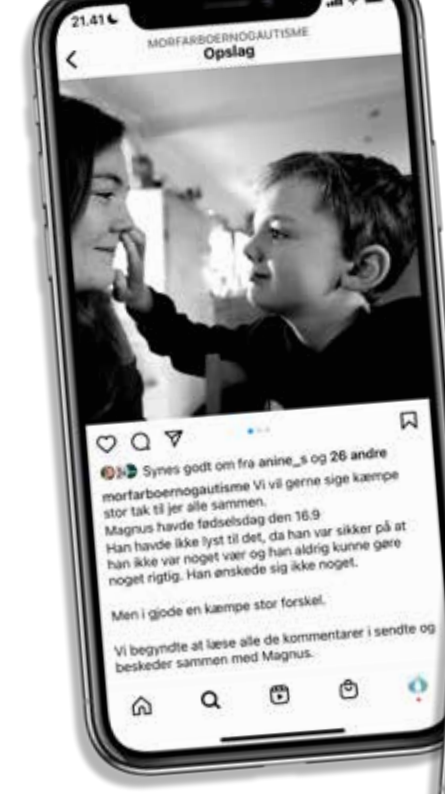 21.41
MORFARBOERNOGAUTISME
Opslag
Synes godt om fra anine_s og 26 andre
morfarboernogautisme Vi vil gerne sige kæmpe
stor tak til jer alle sammen.
Magnus havde fødselsdag den 16.9
Han havde ikke lyst til det, da han var sikker på at
han ikke var noget vær og han aldrig kunne gøre
noget rigtig. Han ønskede sig ikke noget.
Men i gjode en kæmpe stor forskel.
Vi begyndte at læse alle de kommentarer i sendte og
beskeder sammen med Magnus.